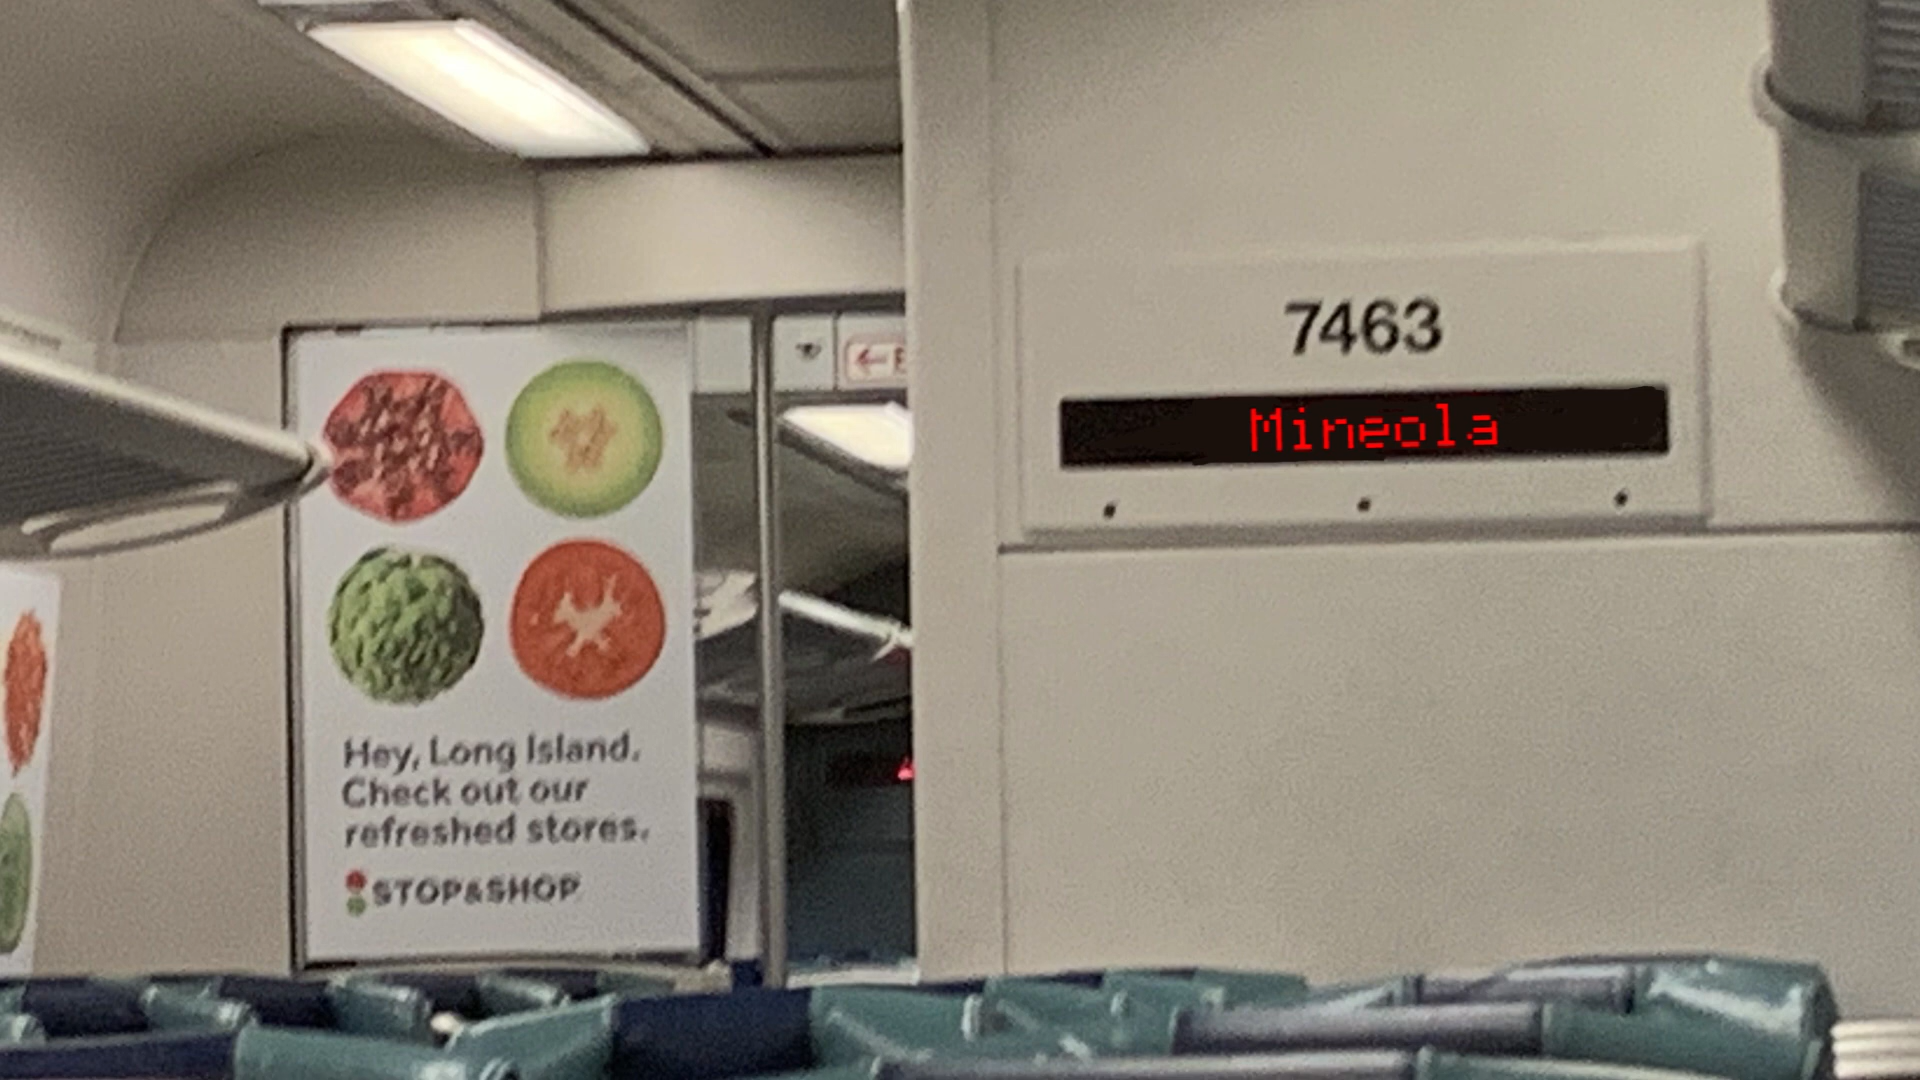 Hey, Long Island.
Check out our
refreshed stores.
STOP&SHOP
7463
Mineola